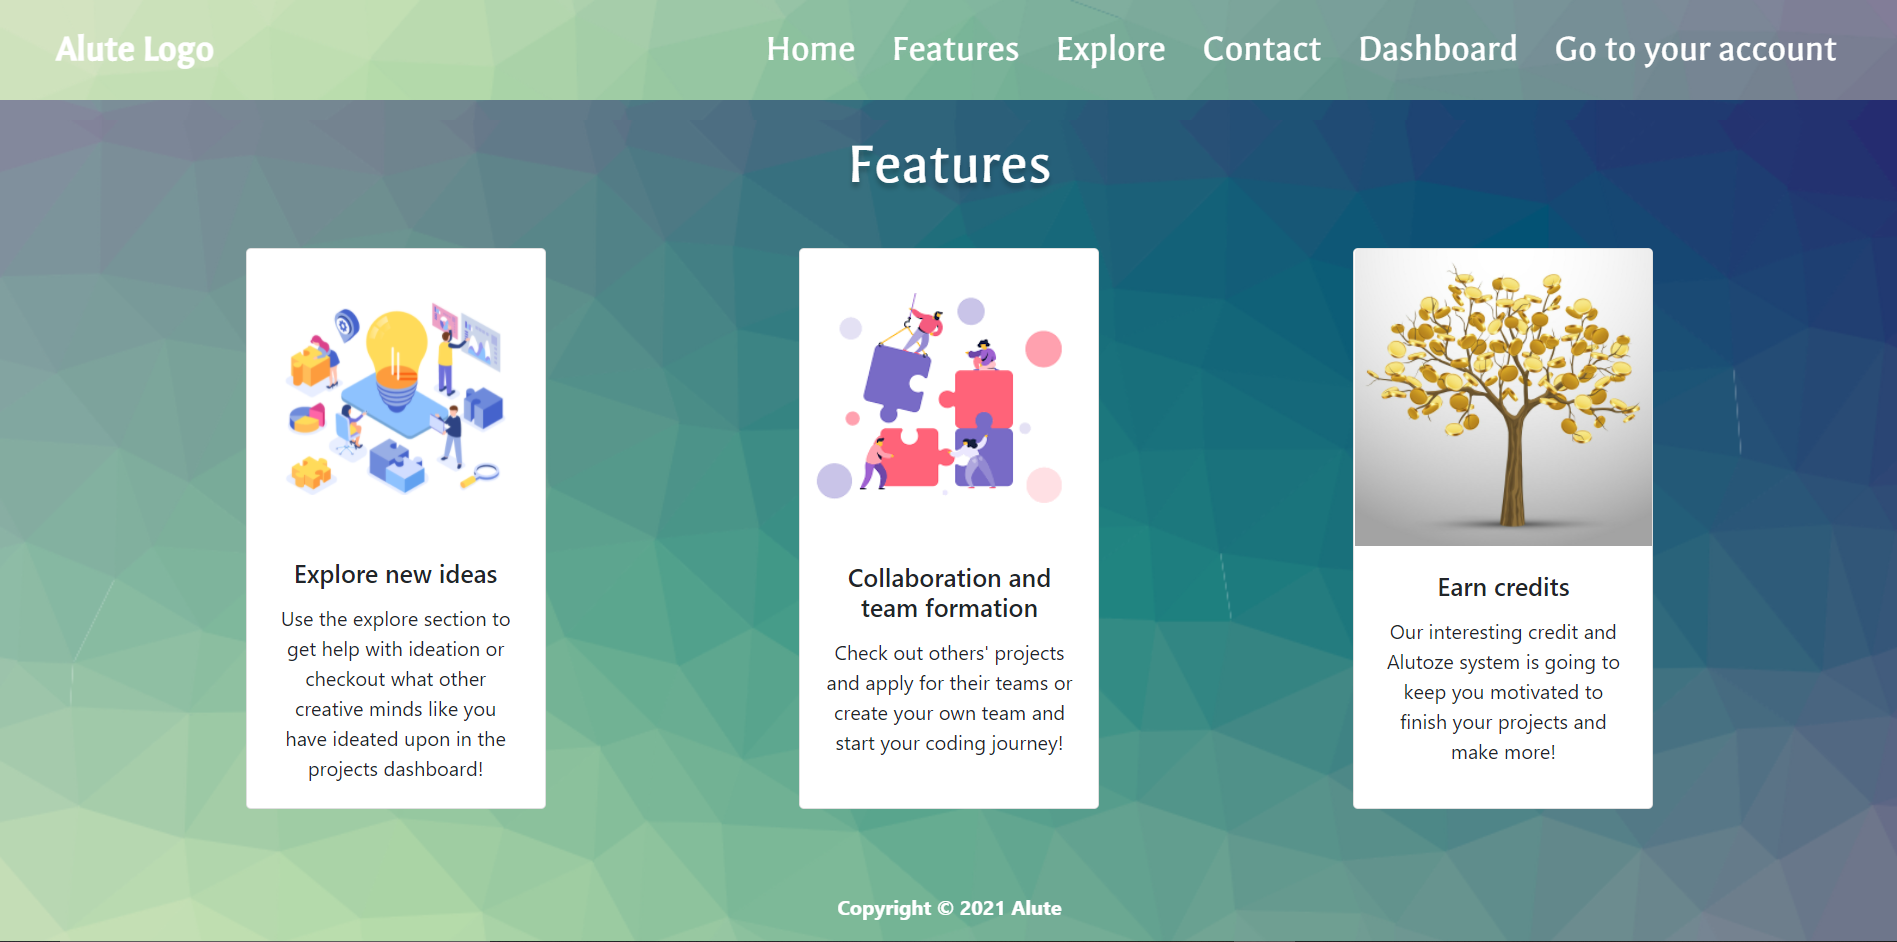 Alute Logo
Home Features Explore Contact Dashboard Go to your account
Features
Explore new ideas
Use the explore section to
get help with ideation or
checkout what other
creative minds like you
have ideated upon in the
projects dashboard!
Collaboration and
team formation
Check out others' projects
and apply for their teams or
create your own team and
start your coding journey!
Earn credits
Our interesting credit and
Alutoze system is going to
keep you motivated to
finish your projects and
make more!
Copyright © 2021 Alute